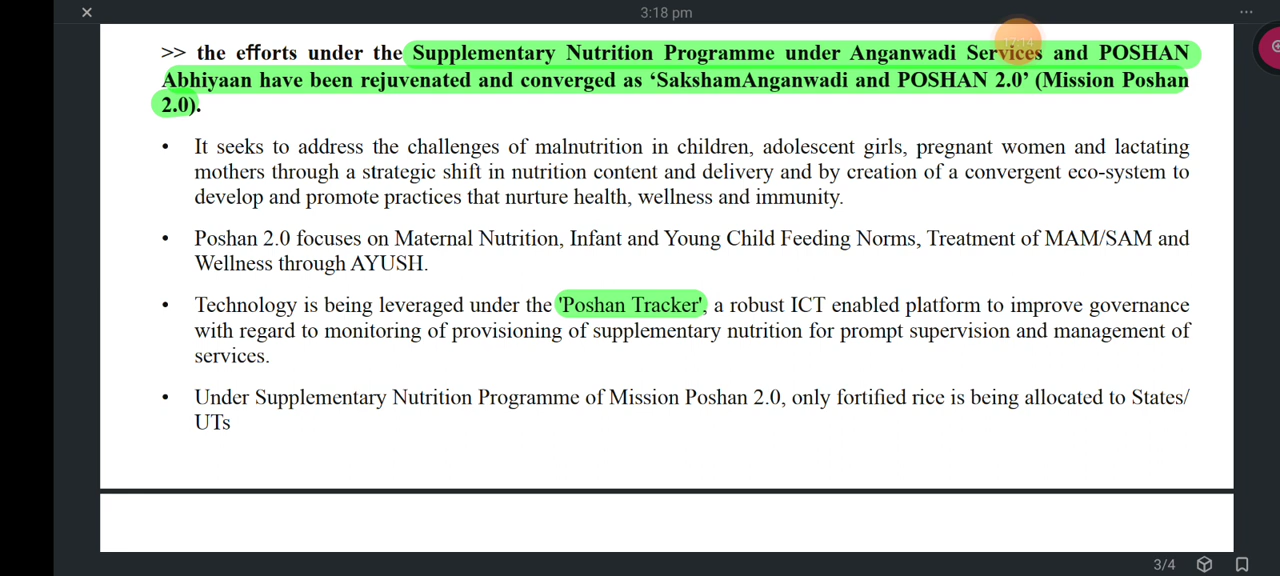 3:18 pm
>> the efforts under the Supplementary Nutrition Programme under Anganwadi Services and POSHAN
Abhiyaan have been rejuvenated and converged as ‘SakshamAnganwadi and POSHAN 2.0’ (Mission Poshan
2.0).
• It seeks to address the challenges of malnutrition in children, adolescent girls, pregnant women and lactating
mothers through a strategic shift in nutrition content and delivery and by creation of a convergent eco-system to
develop and promote practices that nurture health, wellness and immunity.
• Poshan 2.0 focuses on Maternal Nutrition, Infant and Young Child Feeding Norms, Treatment of MAM/SAM and
Wellness through AYUSH.
• Technology is being leveraged under the 'Poshan Tracker', a robust ICT enabled platform to improve governance
with regard to monitoring of provisioning of supplementary nutrition for prompt supervision and management of
services.
• Under Supplementary Nutrition Programme of Mission Poshan 2.0, only fortified rice is being allocated to States/
UTs
3/4